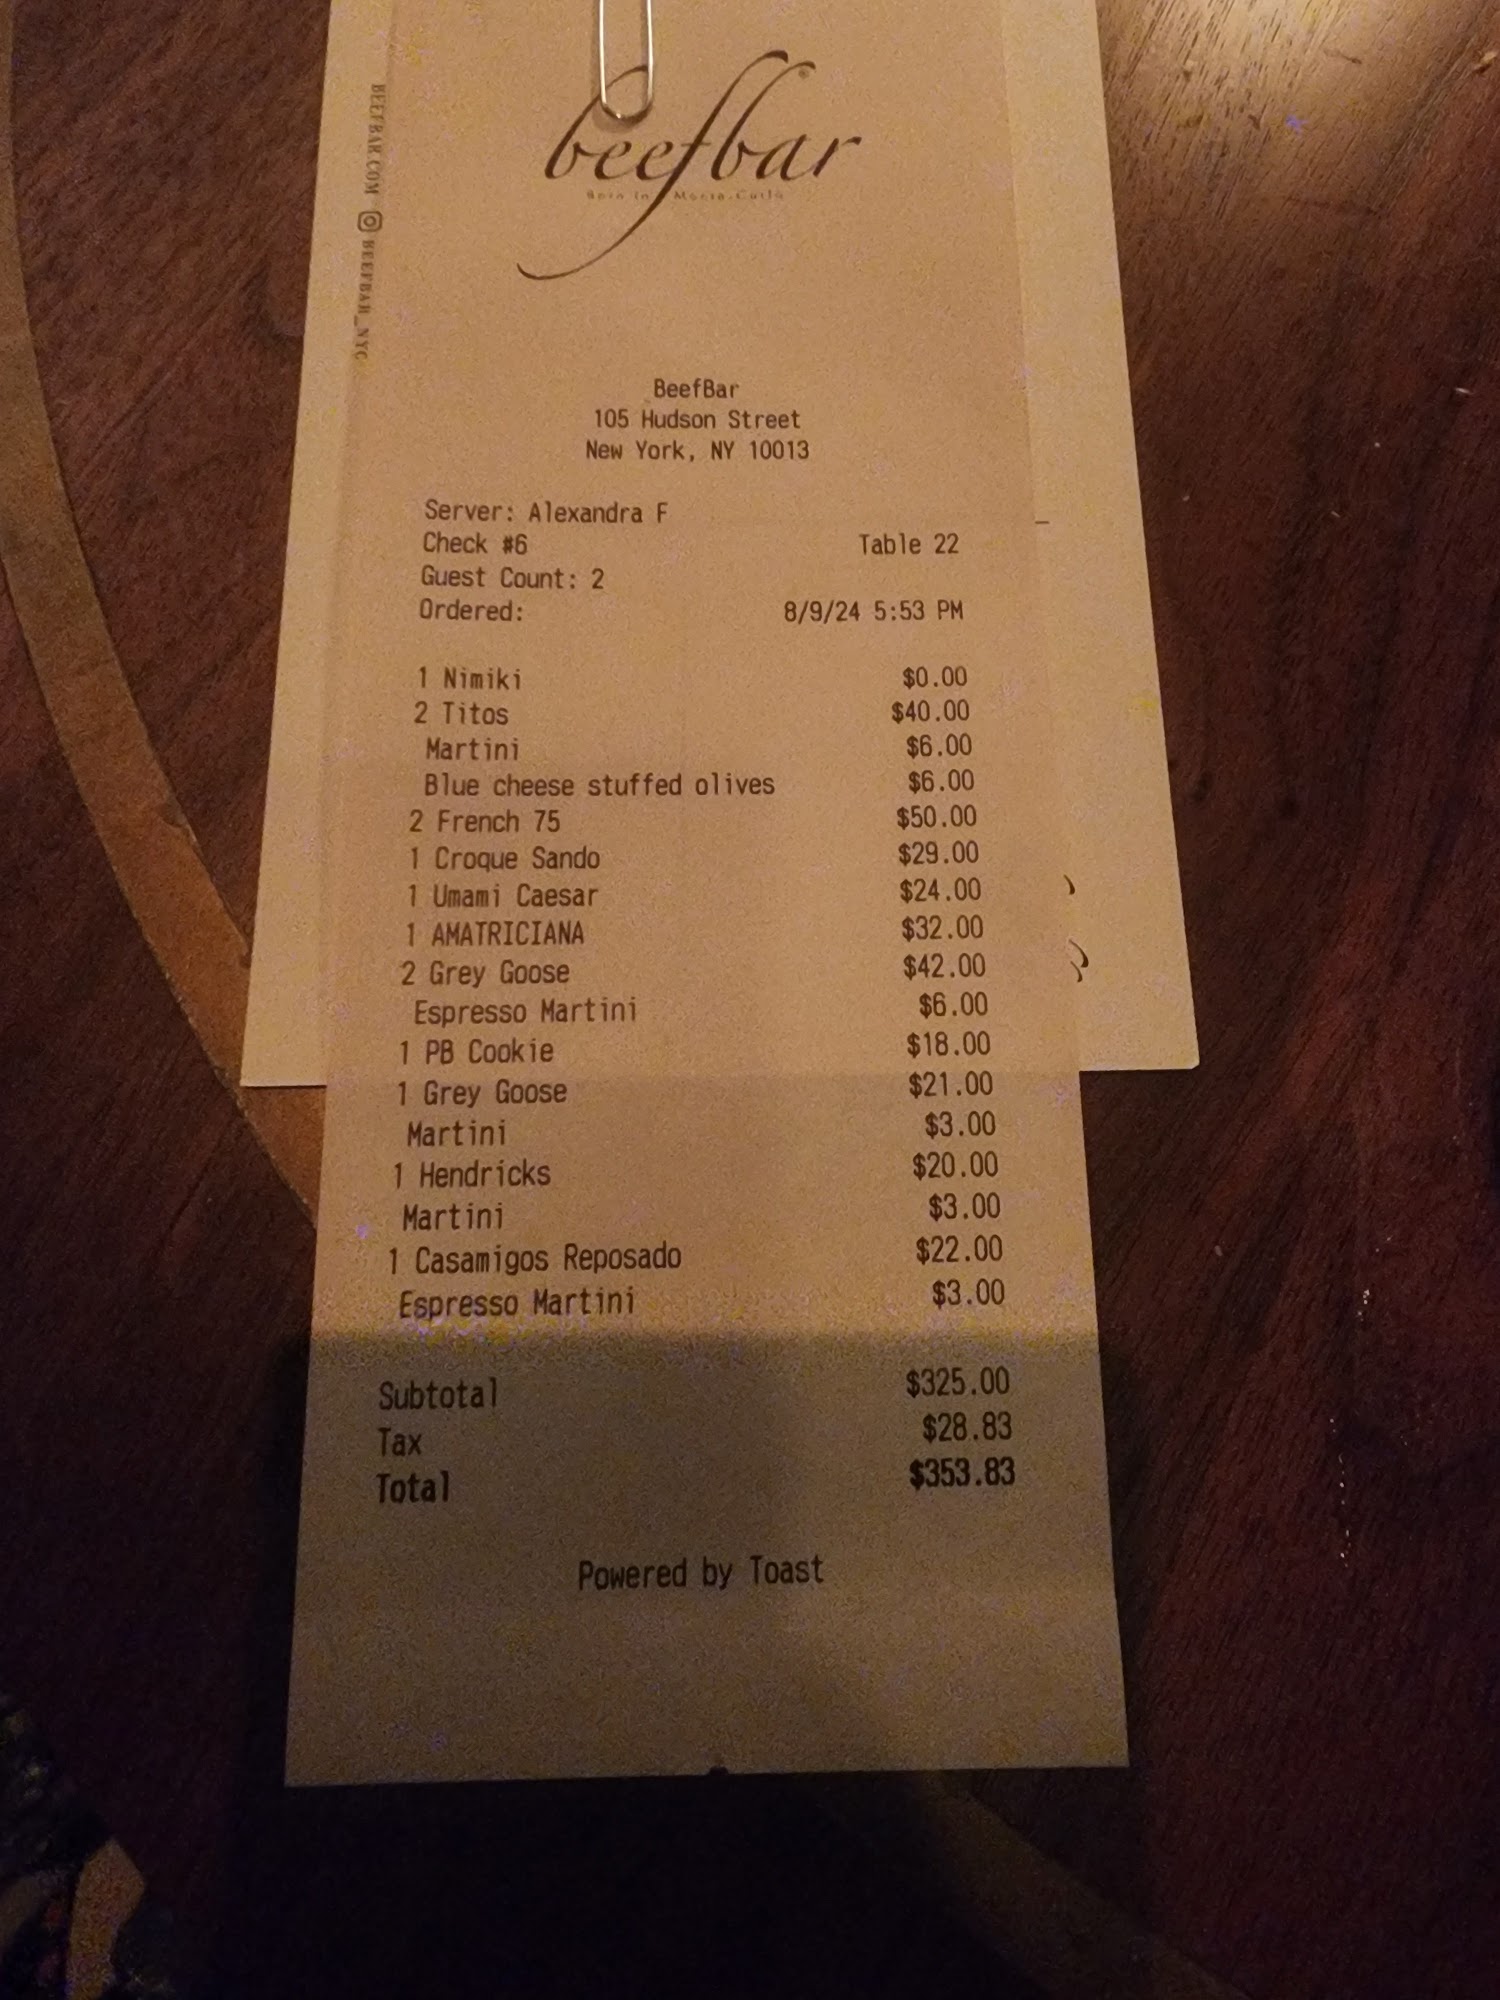 beefbar®
Born in Monte-Carlo
BEEFBAR.COM BEEFBAR_NYC
BeefBar
105 Hudson Street
New York, NY 10013
Server: Alexandra F
Check #6 Table 22
Guest Count: 2
Ordered: 8/9/24 5:53 PM
1 Nimiki $0.00
2 Titos $40.00
Martini $6.00
Blue cheese stuffed olives $6.00
2 French 75 $50.00
1 Croque Sando $29.00
1 Umami Caesar $24.00
1 AMATRICIANA $32.00
2 Grey Goose $42.00
Espresso Martini $6.00
1 PB Cookie $18.00
1 Grey Goose $21.00
Martini $3.00
1 Hendricks $20.00
Martini $3.00
1 Casamigos Reposado $22.00
Espresso Martini $3.00
Subtotal $325.00
Tax $28.83
Total $353.83
Powered by Toast